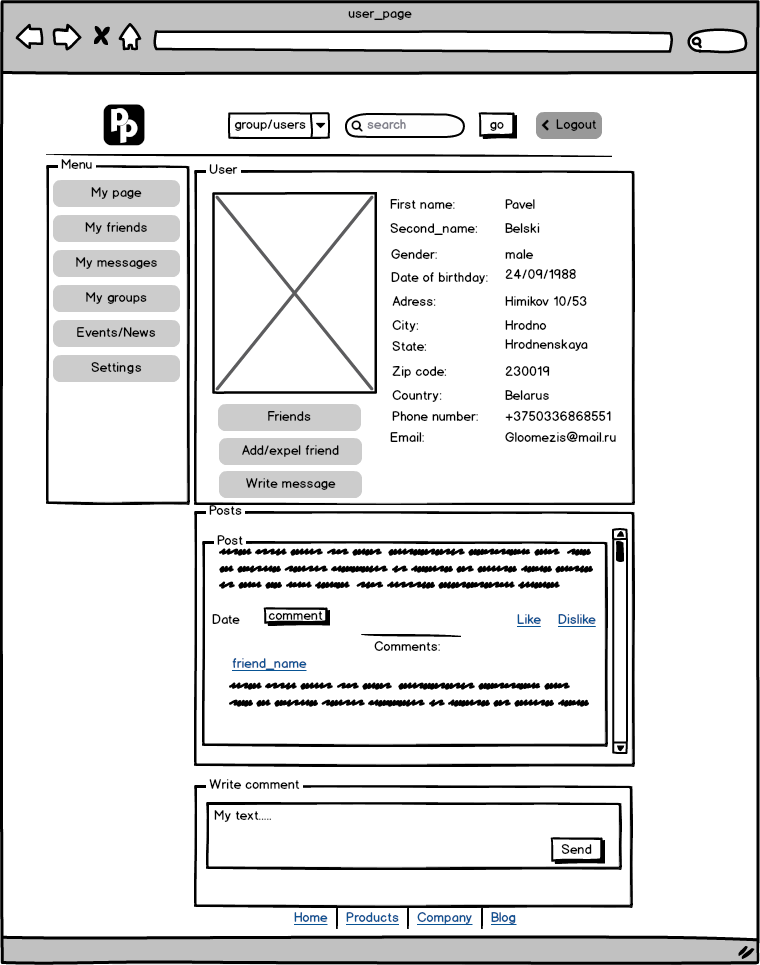 user_page
PP
group/users
search
go
Logout
Menu
My page
My friends
My messages
My groups
Events/News
Settings
User
First name: Pavel
Second_name: Belski
Gender: male
Date of birthday: 24/09/1988
Adress: Himikov 10/53
City: Hrodno
State: Hrodnenskaya
Zip code: 230019
Country: Belarus
Phone number: +3750336868551
Email: Gloomezis@mail.ru
Friends
Add/expel friend
Write message
Posts
Post
Date
comment
Like
Dislike
Comments:
friend_name
Write comment
My text.....
Send
Home
Products
Company
Blog